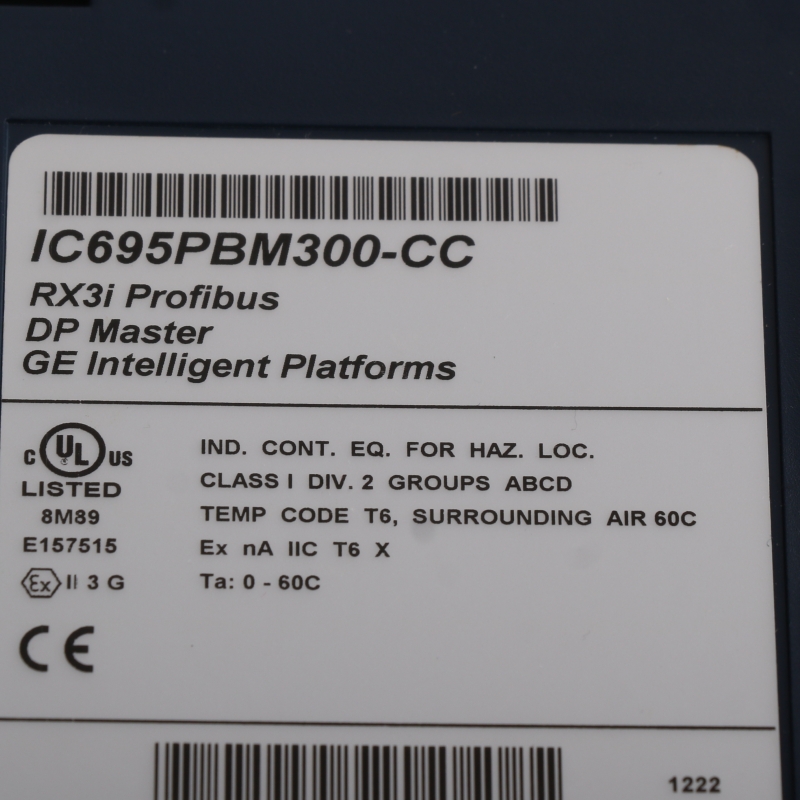 IC695PBM300-CC
RX3i Profibus
DP Master
GE Intelligent Platforms
C UL US
LISTED
8M89
E157515
Ex II 3 G
CE
IND. CONT. EQ. FOR HAZ. LOC.
CLASS I DIV. 2 GROUPS ABCD
TEMP CODE T6, SURROUNDING AIR 60C
Ex nA IIC T6 X
Ta: 0 - 60C
1222